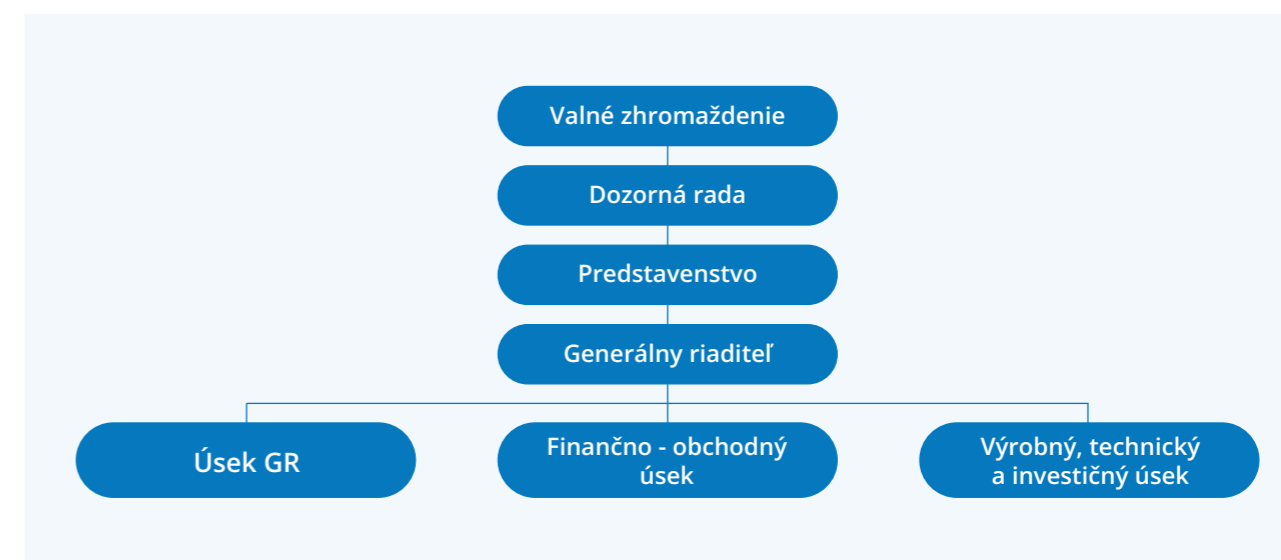 Valné zhromaždenie
Dozorná rada
Predstavenstvo
Generálny riaditeľ
Úsek GR
Finančno - obchodný
úsek
Výrobný, technický
a investičný úsek